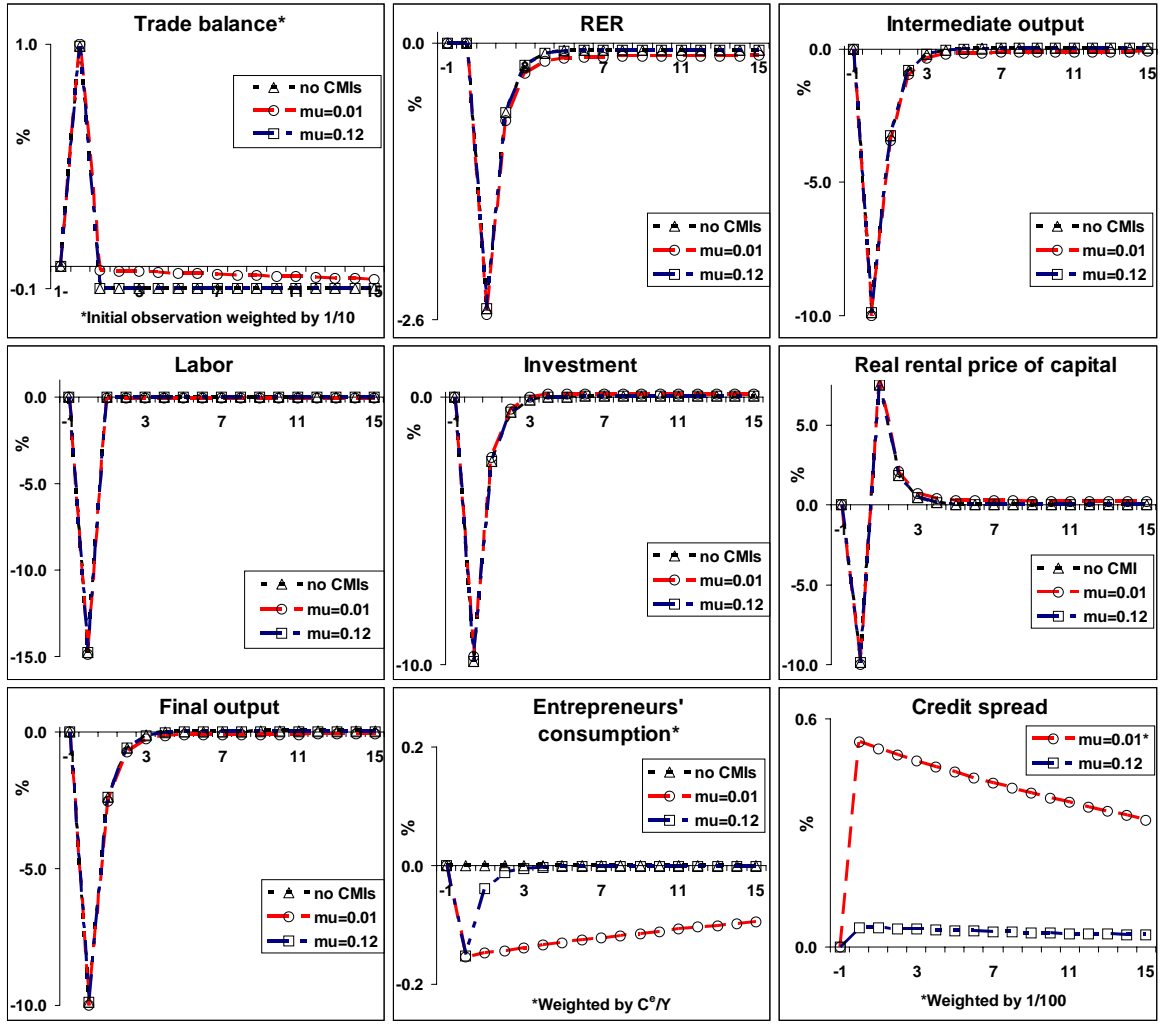 Trade balance*
1.0
%
no CMIs
mu=0.01
mu=0.12
-0.1
1-
3
7
11
15
*Initial observation weighted by 1/10
RER
0.0
-1
3
7
11
15
%
no CMIs
mu=0.01
mu=0.12
-2.6
Intermediate output
0.0
-1
3
7
11
15
%
-5.0
no CMIs
mu=0.01
mu=0.12
-10.0
Labor
0.0
-1
3
7
11
15
%
-5.0
-10.0
no CMIs
mu=0.01
mu=0.12
-15.0
Investment
0.0
-1
3
7
11
15
%
no CMIs
mu=0.01
mu=0.12
-10.0
Real rental price of capital
5.0
%
0.0
-1
3
7
11
15
no CMI
-5.0
mu=0.01
mu=0.12
-10.0
Final output
0.0
-1
3
7
11
15
%
-5.0
no CMIs
mu=0.01
mu=0.12
-10.0
Entrepreneurs'
consumption*
0.2
no CMIs
mu=0.01
mu=0.12
%
0.0
-1
3
7
11
15
-0.2
*Weighted by Cᵉ/Y
Credit spread
0.6
mu=0.01*
mu=0.12
%
0.0
-1
3
7
11
15
*Weighted by 1/100